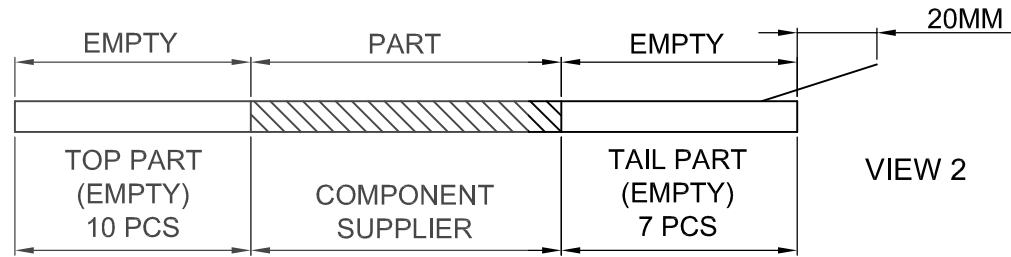 20MM
EMPTY
PART
EMPTY
TOP PART
(EMPTY)
10 PCS
COMPONENT
SUPPLIER
TAIL PART
(EMPTY)
7 PCS
VIEW 2